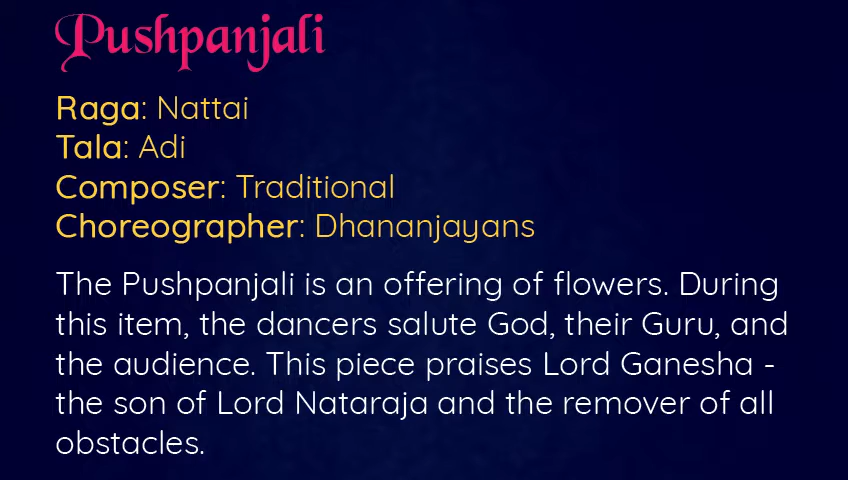 Pushpanjali
Raga: Nattai
Tala: Adi
Composer: Traditional
Choreographer: Dhananjayans
The Pushpanjali is an offering of flowers. During
this item, the dancers salute God, their Guru, and
the audience. This piece praises Lord Ganesha -
the son of Lord Nataraja and the remover of all
obstacles.